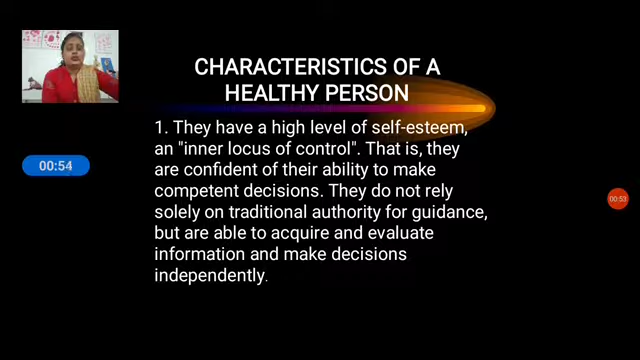 CHARACTERISTICS OF A
HEALTHY PERSON
1. They have a high level of self-esteem,
an "inner locus of control". That is, they
are confident of their ability to make
competent decisions. They do not rely
solely on traditional authority for guidance,
but are able to acquire and evaluate
information and make decisions
independently.
00:54
00:53